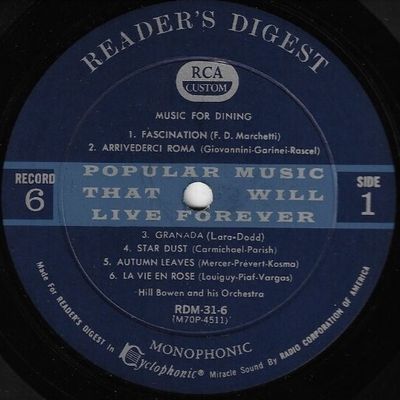 READER'S DIGEST
RCA
CUSTOM
MUSIC FOR DINING
1. FASCINATION (F. D. Marchetti)
2. ARRIVEDERCI ROMA (Giovannini-Garinei-Rascel)
RECORD
6
POPULAR MUSIC
THAT WILL
LIVE FOREVER
SIDE
1
3. GRANADA (Lara-Dodd)
4. STAR DUST (Carmichael-Parish)
5. AUTUMN LEAVES (Mercer-Prévert-Kosma)
6. LA VIE EN ROSE (Louiguy-Piaf-Vargas)
Hill Bowen and his Orchestra
RDM-31-6
(M70P-4511)
MONOPHONIC
Made For READER'S DIGEST in Cyclophonic® Miracle Sound By RADIO CORPORATION OF AMERICA